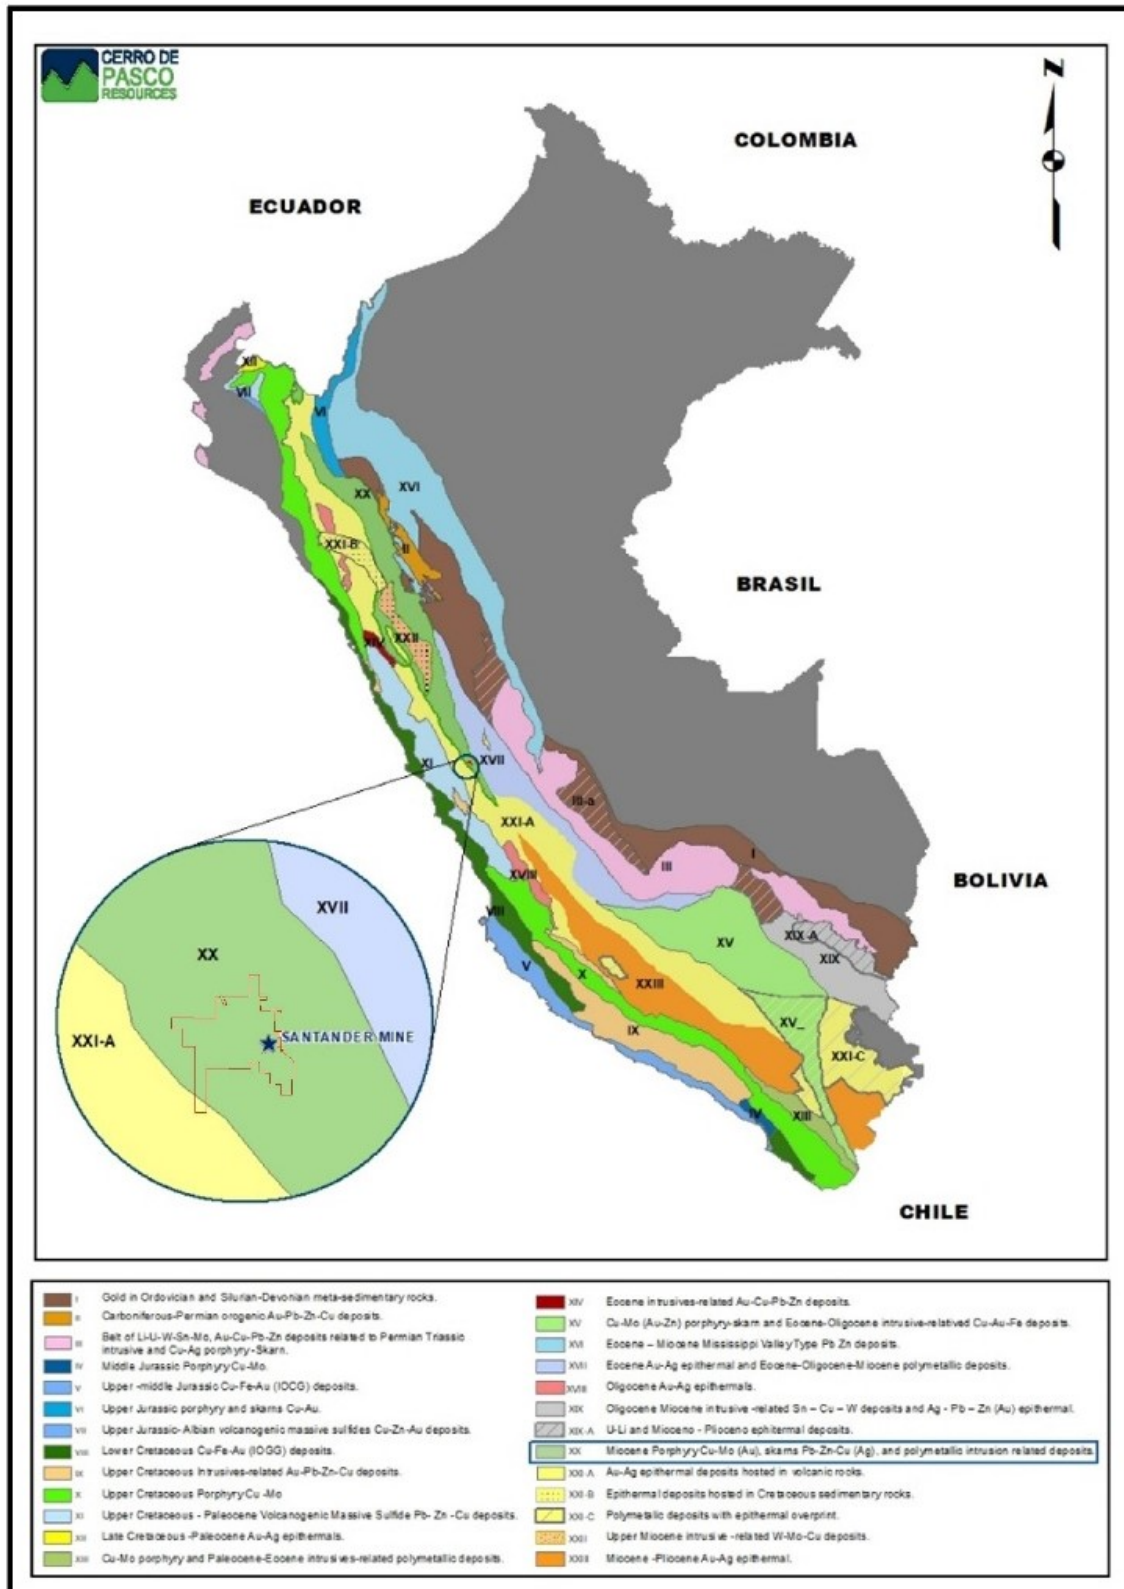 CERRO DE
PASCO
RESOURCES
N
COLOMBIA
ECUADOR
XII
VII
VI
XX
XVI
XXI-B
II
BRASIL
XIV
XXII
XI
XVII
III-a
XXI-A
III
I
BOLIVIA
XVIII
VIII
XV
XIX-A
XIX
V
X
XXIII
IX
XV_
XXI-C
IV
XIII
CHILE
XVII
XX
XXI-A
SANTANDER MINE
I Gold in Ordovician and Silurian-Devonian meta-sedimentary rocks.
II Carboniferous-Permian orogenic Au-Pb-Zn-Cu deposits.
III Belt of Li-U-W-Sn-Mo, Au-Cu-Pb-Zn deposits related to Permian Triassic
intrusive and Cu-Ag porphyry-Skarn.
IV Middle Jurassic Porphyry Cu-Mo.
V Upper -middle Jurassic Cu-Fe-Au (IOCG) deposits.
VI Upper Jurassic porphyry and skarns Cu-Au.
VII Upper Jurassic-Albian volcanogenic massive sulfides Cu-Zn-Au deposits.
VIII Lower Cretaceous Cu-Fe-Au (IOGG) deposits.
IX Upper Cretaceous Intrusives-related Au-Pb-Zn-Cu deposits.
X Upper Cretaceous Porphyry Cu -Mo
XI Upper Cretaceous - Paleocene Volcanogenic Massive Sulfide Pb- Zn -Cu deposits.
XII Late Cretaceous -Paleocene Au-Ag epithermals.
XIII Cu-Mo porphyry and Paleocene-Eocene intrusives-related polymetallic deposits.
XIV Eocene intrusives-related Au-Cu-Pb-Zn deposits.
XV Cu-Mo (Au-Zn) porphyry-skarn and Eocene-Oligocene intrusive-relatived Cu-Au-Fe deposits.
XVI Eocene – Miocene Mississippi Valley Type Pb Zn deposits.
XVII Eocene Au-Ag epithermal and Eocene-Oligocene-Miocene polymetallic deposits.
XVIII Oligocene Au-Ag epithermals.
XIX Oligocene Miocene intrusive -related Sn – Cu – W deposits and Ag - Pb – Zn (Au) epithermal.
XIX-A U-Li and Mioceno - Plioceno ephitermal deposits.
XX Miocene Porphyry Cu-Mo (Au), skarns Pb-Zn-Cu (Ag), and polymetallic intrusion related deposits.
XXI-A Au-Ag epithermal deposits hosted in volcanic rocks.
XXI-B Epithermal deposits hosted in Cretaceous sedimentary rocks.
XXI-C Polymetallic deposits with epithermal overprint.
XXII Upper Miocene intrusive -related W-Mo-Cu deposits.
XXIII Miocene -Pliocene Au-Ag epithermal.